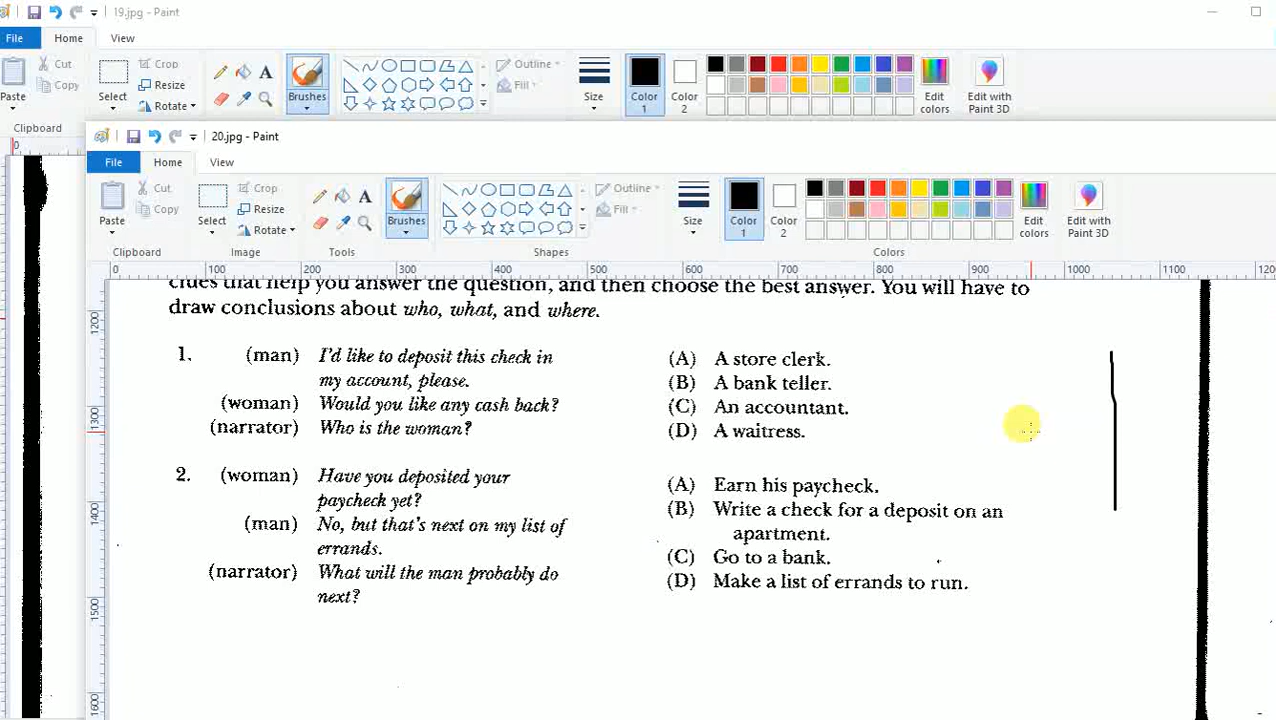 19.jpg - Paint
File Home View
Paste Cut Copy Select Crop Resize Rotate Brushes Outline Fill Size Color 1 Color 2 Edit colors Edit with Paint 3D
Clipboard
0
20.jpg - Paint
File Home View
Paste Cut Copy Select Crop Resize Rotate Brushes Outline Fill Size Color 1 Color 2 Edit colors Edit with Paint 3D
Clipboard Image Tools Shapes Colors
0 100 200 300 400 500 600 700 800 900 1000 1100 1200
1200
1300
1400
1500
1600
clues that help you answer the question, and then choose the best answer. You will have to
draw conclusions about who, what, and where.
1. (man) I'd like to deposit this check in
my account, please.
(woman) Would you like any cash back?
(narrator) Who is the woman?
(A) A store clerk.
(B) A bank teller.
(C) An accountant.
(D) A waitress.
2. (woman) Have you deposited your
paycheck yet?
(man) No, but that's next on my list of
errands.
(narrator) What will the man probably do
next?
(A) Earn his paycheck.
(B) Write a check for a deposit on an
apartment.
(C) Go to a bank.
(D) Make a list of errands to run.